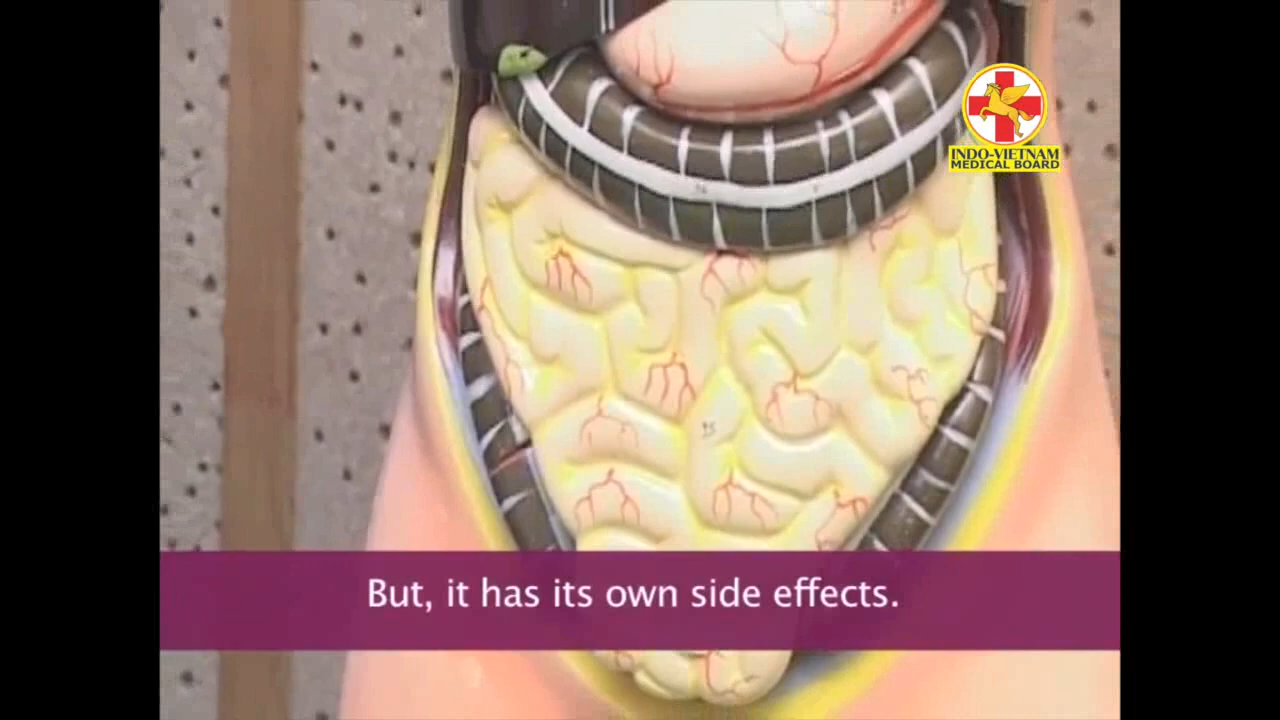 INDO-VIETNAM
MEDICAL BOARD
But, it has its own side effects.